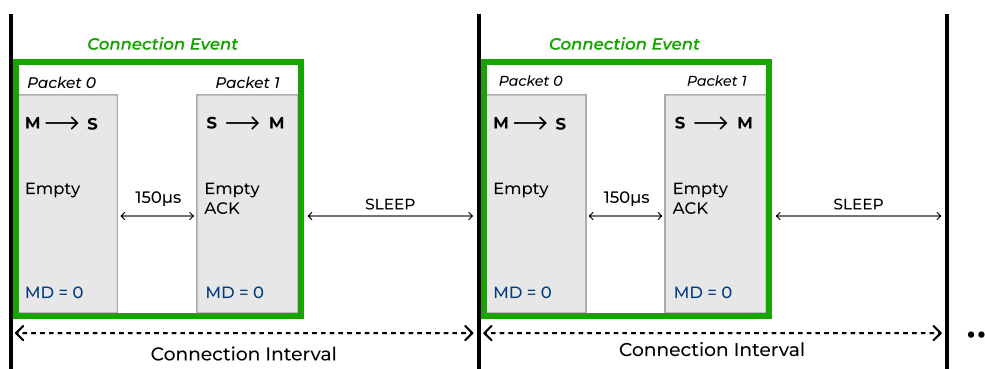 Connection Event
Packet 0
Packet 1
M S
S M
Empty
150µs
Empty
ACK
SLEEP
MD = 0
MD = 0
Connection Interval
Connection Event
Packet 0
Packet 1
M S
S M
Empty
150µs
Empty
ACK
SLEEP
MD = 0
MD = 0
Connection Interval